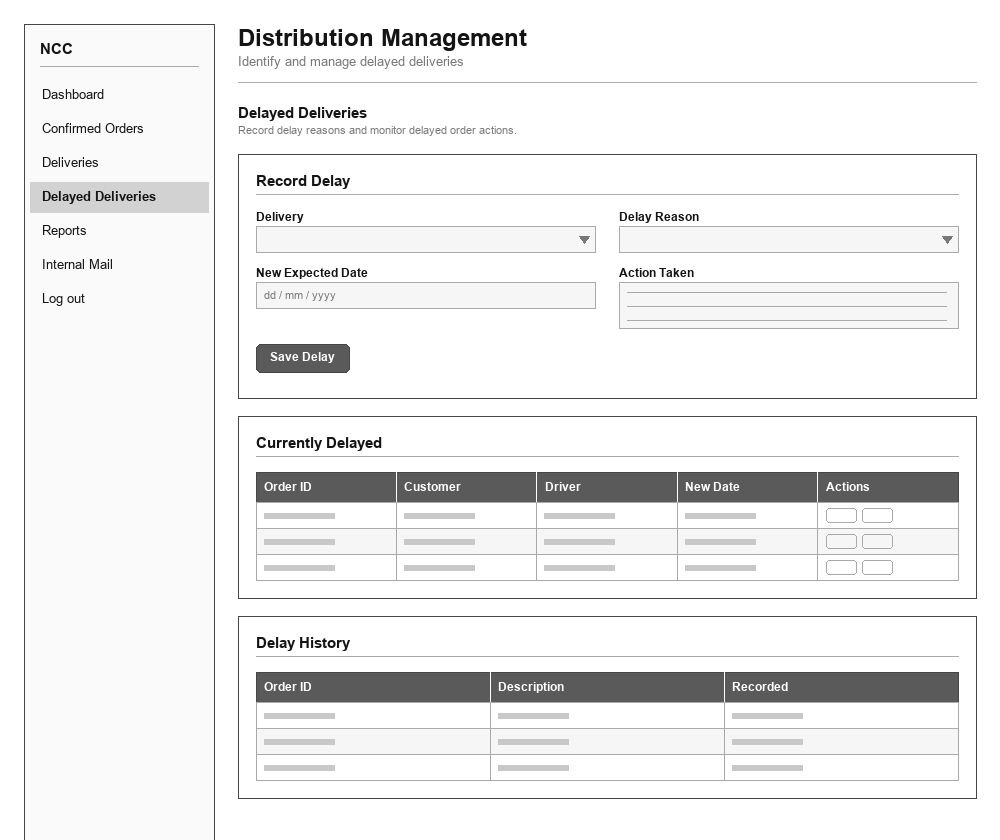 NCC
Dashboard
Confirmed Orders
Deliveries
Delayed Deliveries
Reports
Internal Mail
Log out
Distribution Management
Identify and manage delayed deliveries
Delayed Deliveries
Record delay reasons and monitor delayed order actions.
Record Delay
Delivery
Delay Reason
New Expected Date
Action Taken
dd / mm / yyyy
Save Delay
Currently Delayed
Order ID Customer Driver New Date Actions
Delay History
Order ID Description Recorded